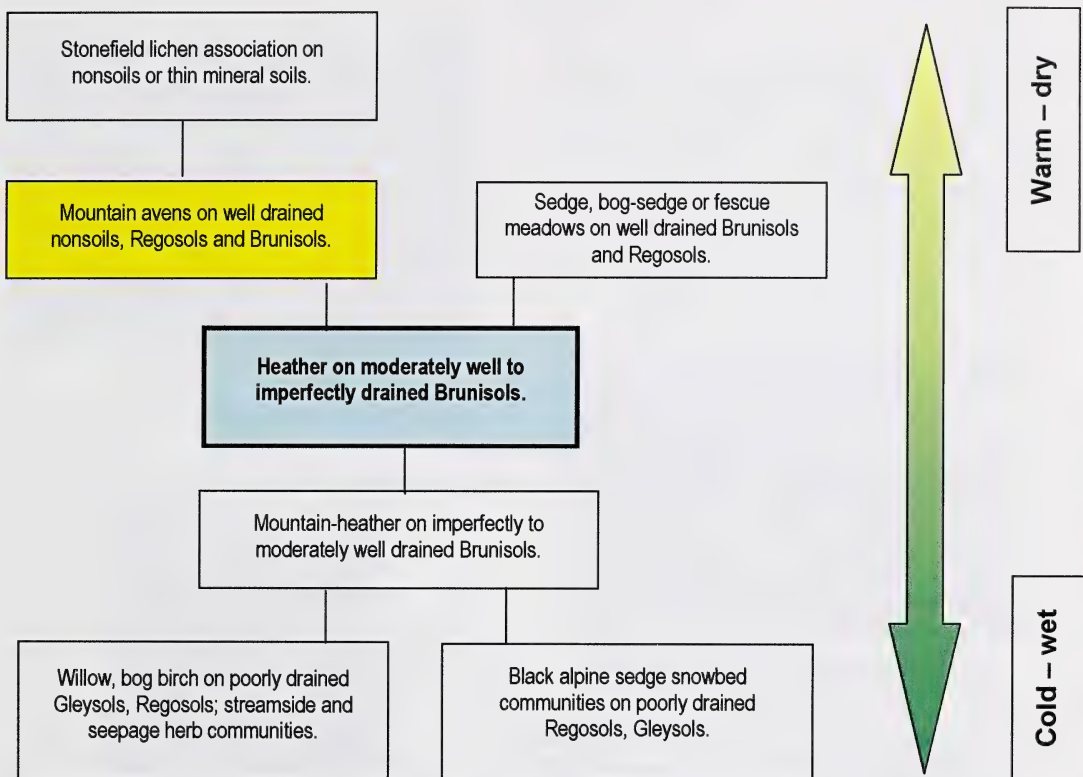 Stonefield lichen association on
nonsoils or thin mineral soils.
Mountain avens on well drained
nonsoils, Regosols and Brunisols.
Sedge, bog-sedge or fescue
meadows on well drained Brunisols
and Regosols.
Heather on moderately well to
imperfectly drained Brunisols.
Mountain-heather on imperfectly to
moderately well drained Brunisols.
Willow, bog birch on poorly drained
Gleysols, Regosols; streamside and
seepage herb communities.
Black alpine sedge snowbed
communities on poorly drained
Regosols, Gleysols.
Warm – dry
Cold – wet